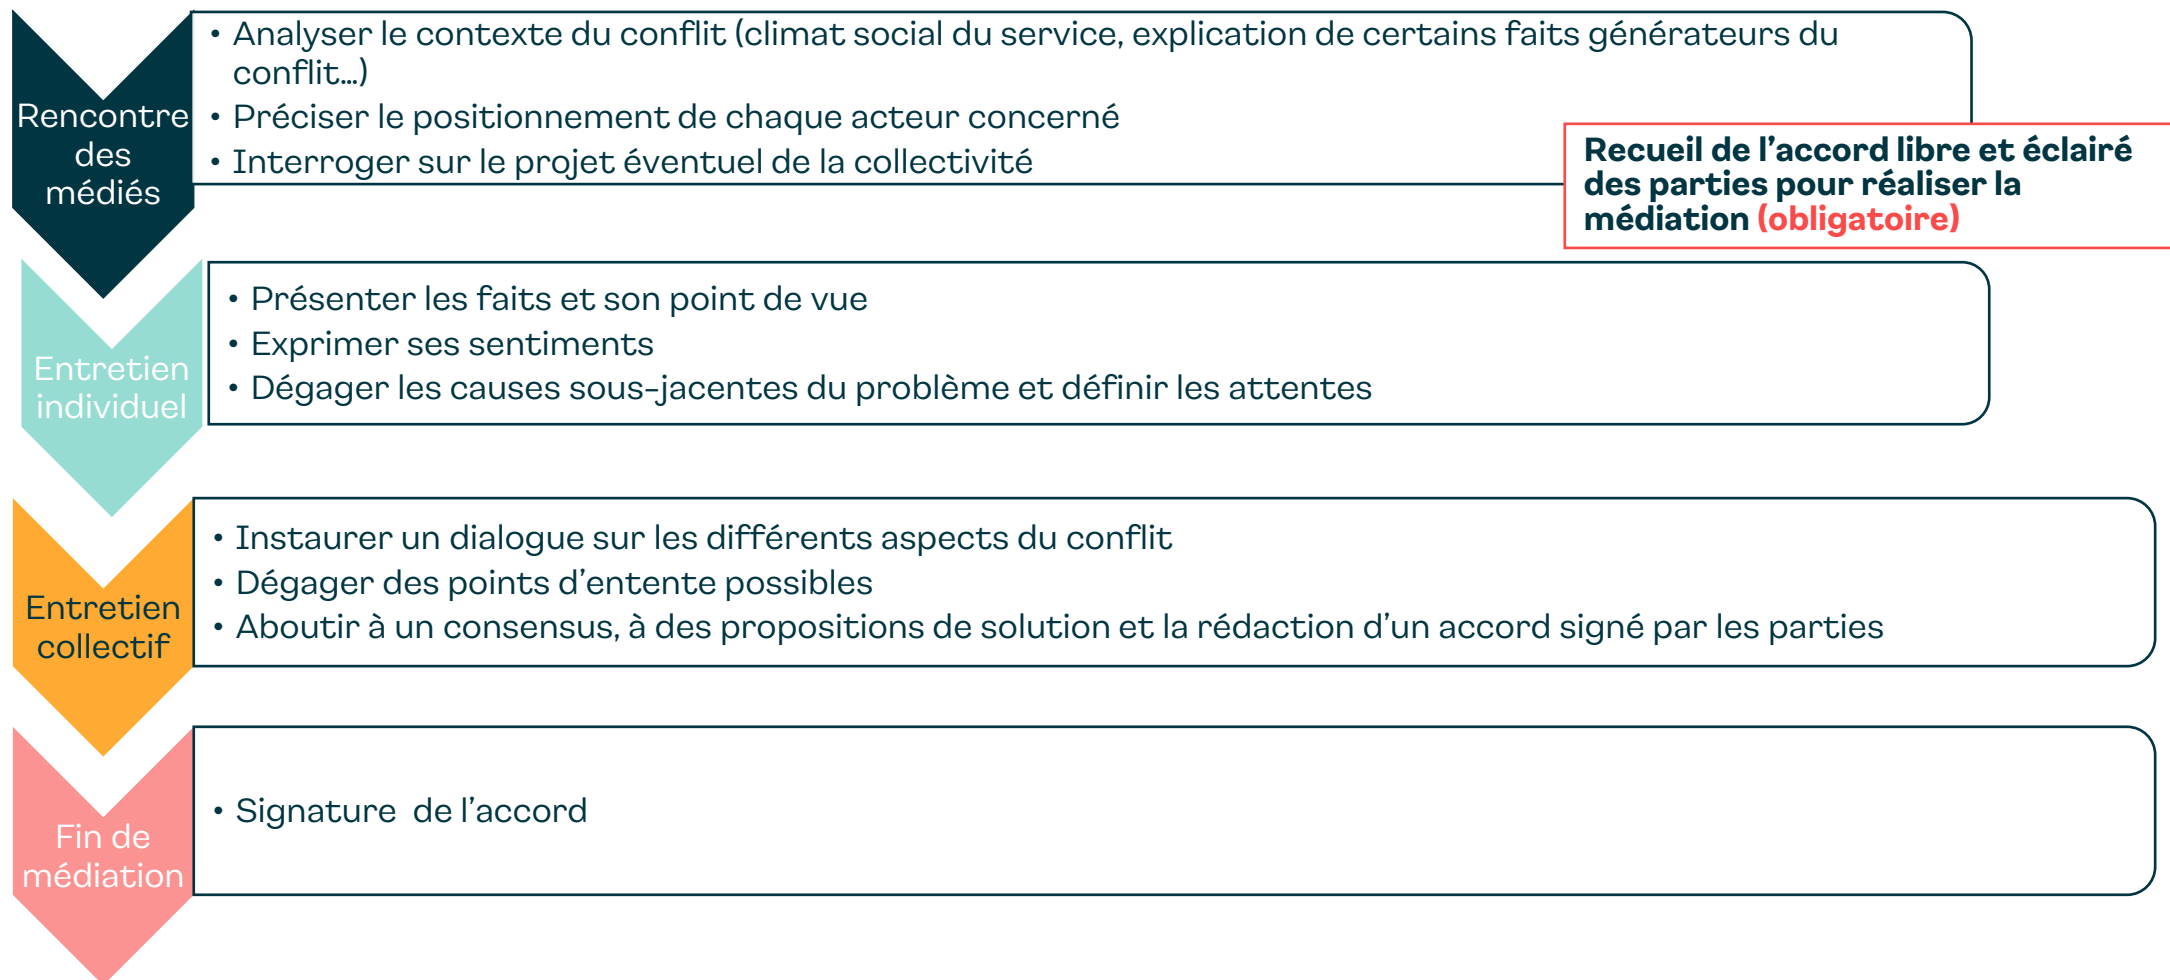 Rencontre
des
médiés
• Analyser le contexte du conflit (climat social du service, explication de certains faits générateurs du
conflit…)
• Préciser le positionnement de chaque acteur concerné
• Interroger sur le projet éventuel de la collectivité
Recueil de l’accord libre et éclairé
des parties pour réaliser la
médiation (obligatoire)
Entretien
individuel
• Présenter les faits et son point de vue
• Exprimer ses sentiments
• Dégager les causes sous-jacentes du problème et définir les attentes
Entretien
collectif
• Instaurer un dialogue sur les différents aspects du conflit
• Dégager des points d’entente possibles
• Aboutir à un consensus, à des propositions de solution et la rédaction d’un accord signé par les parties
Fin de
médiation
• Signature  de l’accord